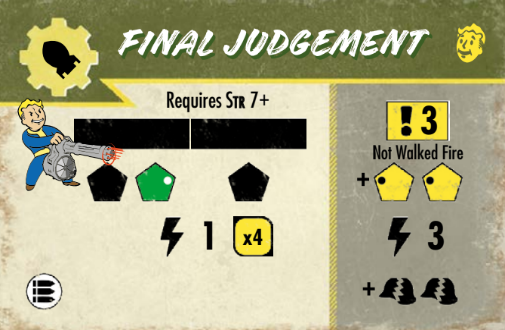 FINAL JUDGEMENT
Requires STR 7+
! 3
Not Walked Fire
+
1 x4
3
+